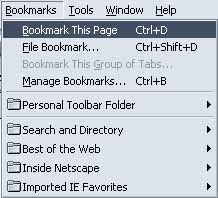 Bookmarks Tools Window Help
Bookmark This Page Ctrl+D
File Bookmark... Ctrl+Shift+D
Bookmark This Group of Tabs...
Manage Bookmarks... Ctrl+B
Personal Toolbar Folder
Search and Directory
Best of the Web
Inside Netscape
Imported IE Favorites